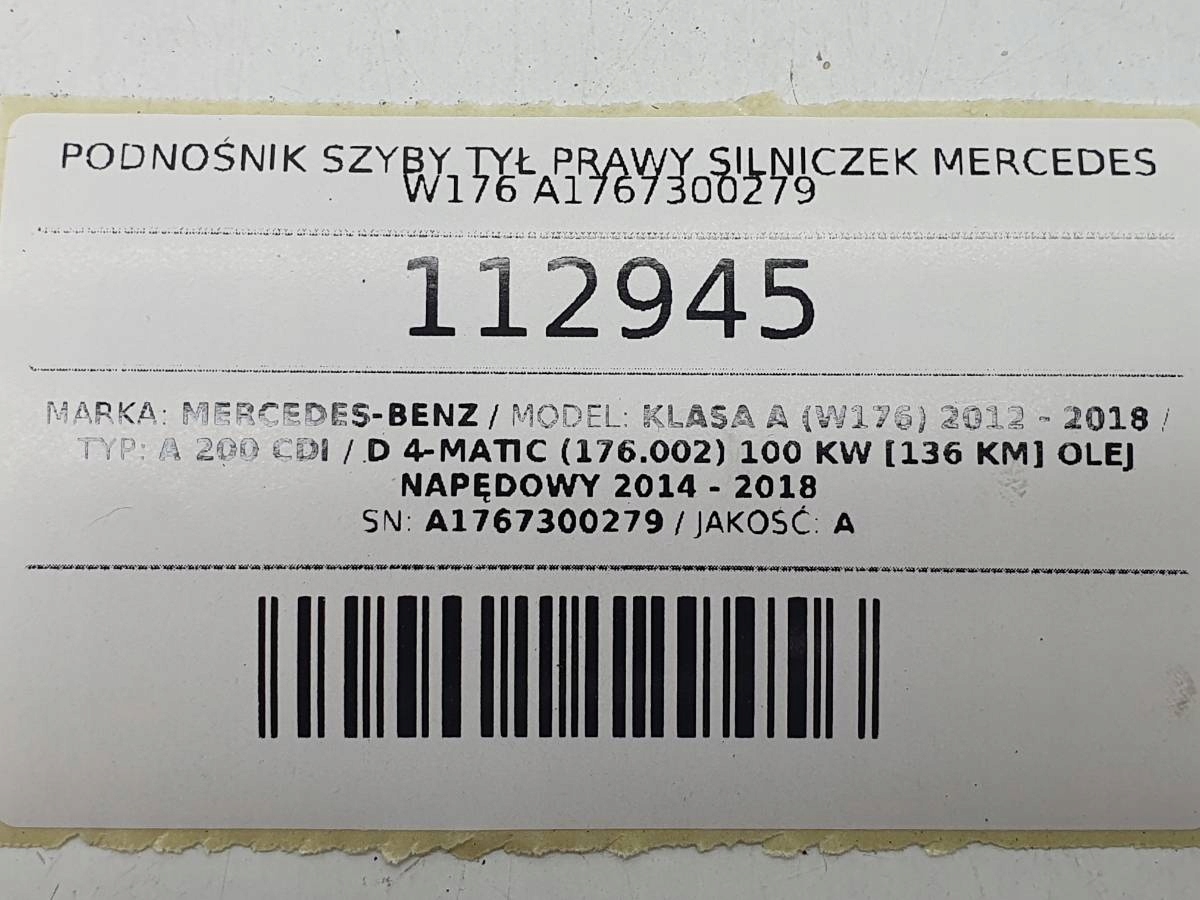 PODNOŚNIK SZYBY TYŁ PRAWY SILNICZEK MERCEDES
W176 A1767300279
112945
MARKA: MERCEDES-BENZ / MODEL: KLASA A (W176) 2012 - 2018 /
TYP: A 200 CDI / D 4-MATIC (176.002) 100 KW [136 KM] OLEJ
NAPĘDOWY 2014 - 2018
SN: A1767300279 / JAKOŚĆ: A